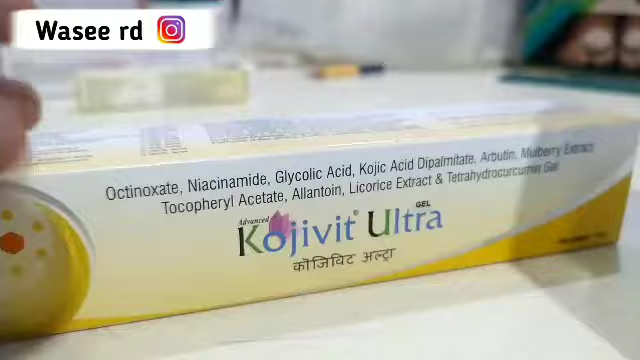 Wasee rd
Octinoxate, Niacinamide, Glycolic Acid, Kojic Acid Dipalmitate, Arbutin, Mulberry Extract
Tocopheryl Acetate, Allantoin, Licorice Extract & Tetrahydrocurcumin Gel
Advanced
Kojivit® Ultra
GEL
कोजिविट अल्ट्रा